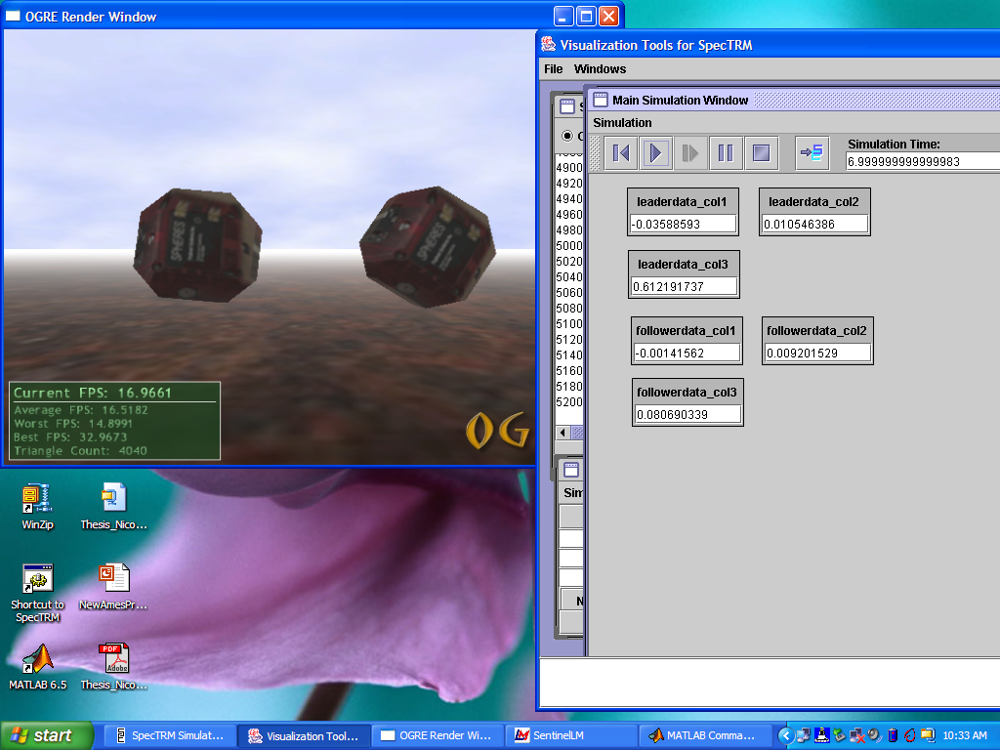 OGRE Render Window
SPHERES
Current FPS: 16.9661
Average FPS: 16.5182
Worst FPS: 14.8991
Best FPS: 32.9673
Triangle Count: 4040
OG
Visualization Tools for SpecTRM
File Windows
Main Simulation Window
Simulation
Simulation Time:
6.999999999999983
leaderdata_col1
-0.03588593
leaderdata_col2
0.010546386
leaderdata_col3
0.612191737
followerdata_col1
-0.00141562
followerdata_col2
0.009201529
followerdata_col3
0.080690339
4900
4920
4940
4960
4980
5000
5020
5040
5060
5080
5100
5120
5140
5160
5180
5200
Sim
N
WinZip
Thesis_Nico...
Shortcut to
SpecTRM
NewAmesPr...
MATLAB 6.5
PDF
Adobe
Thesis_Nico...
start
SpecTRM Simulat...
Visualization Tool...
OGRE Render Wi...
SentinelLM
MATLAB Comma...
10:33 AM